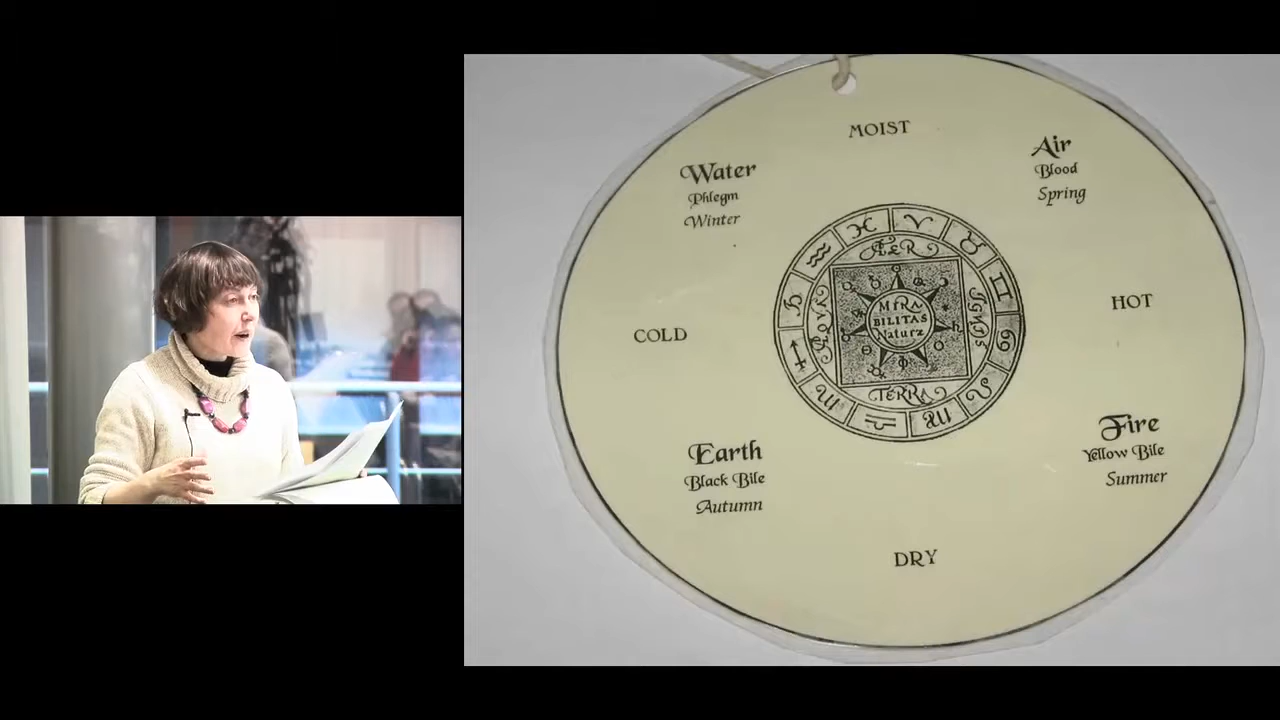 MOIST
Water
Phlegm
Winter
Air
Blood
Spring
COLD
HOT
AER
MIRA
BILITAS
Naturæ
TERRA
Earth
Black Bile
Autumn
Fire
Yellow Bile
Summer
DRY